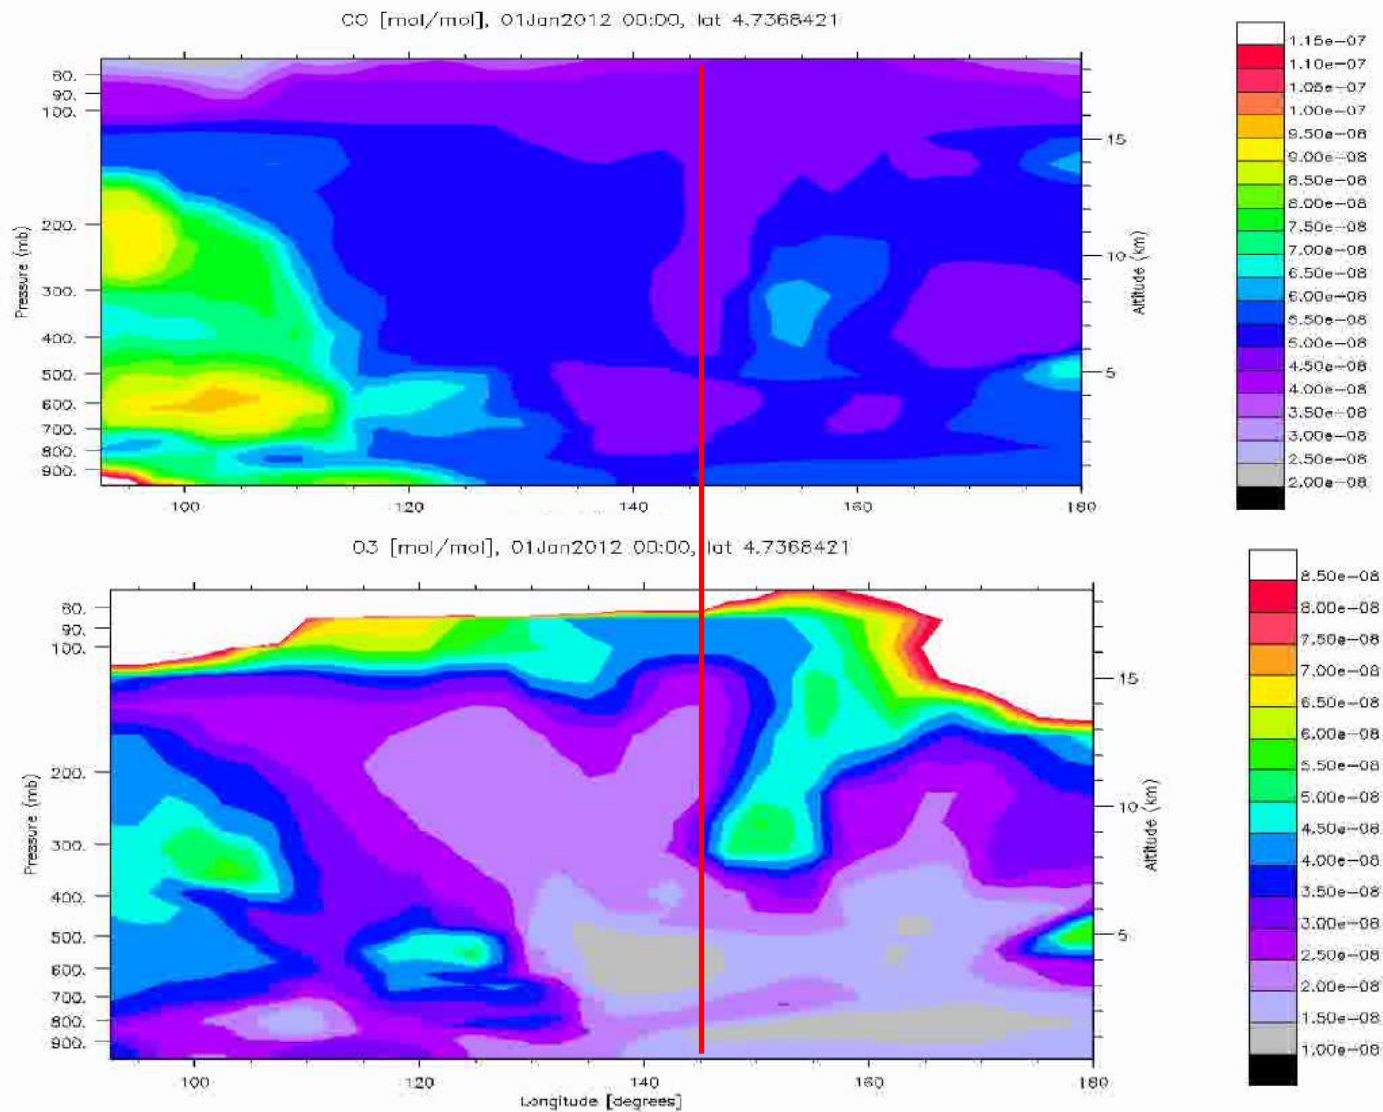 CO [mol/mol], 01Jan2012 00:00, lat 4.7368421
80.
90.
100.
200.
300.
400.
500.
600.
700.
800.
900.
Pressure (mb)
15
10
5
Altitude (km)
100 120 140 160 180
1.15e-07
1.10e-07
1.05e-07
1.00e-07
9.50e-08
9.00e-08
8.50e-08
8.00e-08
7.50e-08
7.00e-08
6.50e-08
6.00e-08
5.50e-08
5.00e-08
4.50e-08
4.00e-08
3.50e-08
3.00e-08
2.50e-08
2.00e-08
O3 [mol/mol], 01Jan2012 00:00, lat 4.7368421
80.
90.
100.
200.
300.
400.
500.
600.
700.
800.
900.
Pressure (mb)
15
10
5
Altitude (km)
100 120 140 160 180
Longitude [degrees]
8.50e-08
8.00e-08
7.50e-08
7.00e-08
6.50e-08
6.00e-08
5.50e-08
5.00e-08
4.50e-08
4.00e-08
3.50e-08
3.00e-08
2.50e-08
2.00e-08
1.50e-08
1.00e-08